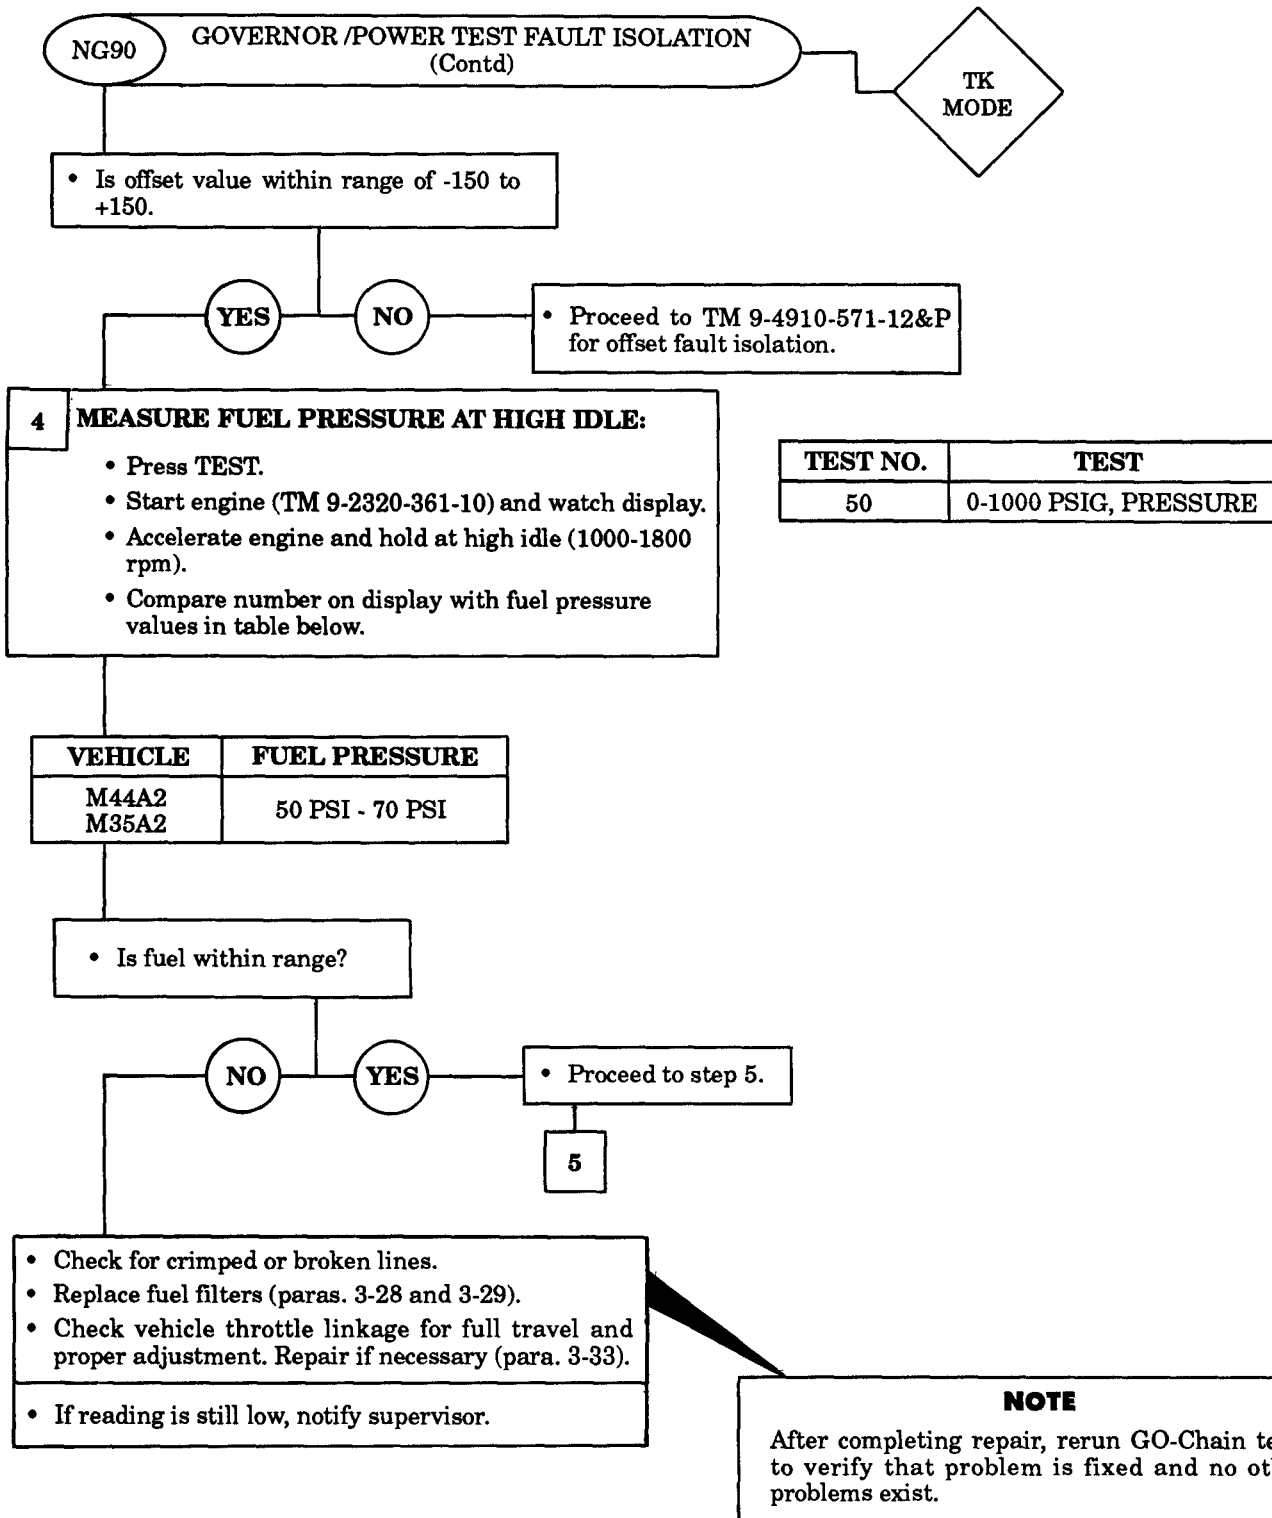 NG90
GOVERNOR /POWER TEST FAULT ISOLATION
(Contd)
TK
MODE
• Is offset value within range of -150 to
+150.
YES
NO
• Proceed to TM 9-4910-571-12&P
for offset fault isolation.
4
MEASURE FUEL PRESSURE AT HIGH IDLE:
• Press TEST.
• Start engine (TM 9-2320-361-10) and watch display.
• Accelerate engine and hold at high idle (1000-1800
rpm).
• Compare number on display with fuel pressure
values in table below.
TEST NO. TEST
50 0-1000 PSIG, PRESSURE
VEHICLE FUEL PRESSURE
M44A2
M35A2
50 PSI - 70 PSI
• Is fuel within range?
NO
YES
• Proceed to step 5.
5
• Check for crimped or broken lines.
• Replace fuel filters (paras. 3-28 and 3-29).
• Check vehicle throttle linkage for full travel and
proper adjustment. Repair if necessary (para. 3-33).
• If reading is still low, notify supervisor.
NOTE
After completing repair, rerun GO-Chain
to verify that problem is fixed and no
problems exist.